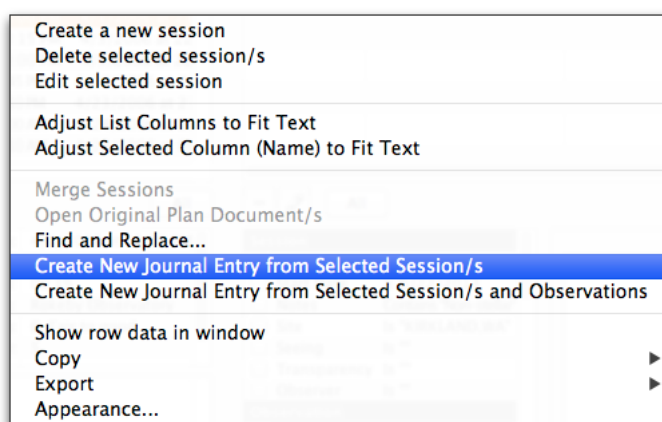 Create a new session
Delete selected session/s
Edit selected session
Adjust List Columns to Fit Text
Adjust Selected Column (Name) to Fit Text
Merge Sessions
Open Original Plan Document/s
Find and Replace...
Create New Journal Entry from Selected Session/s
Create New Journal Entry from Selected Session/s and Observations
Show row data in window
Copy
Export
Appearance...